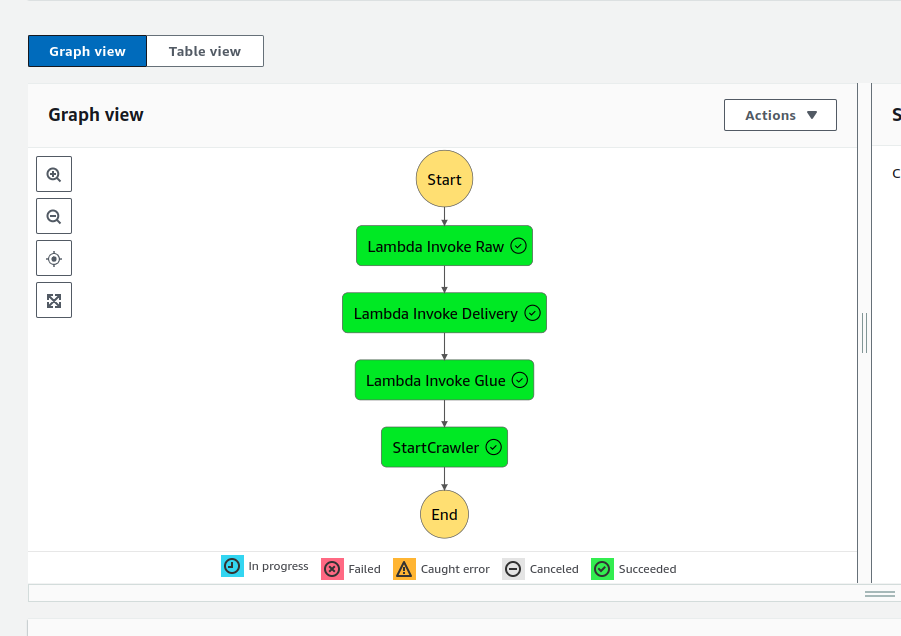 Graph view
Table view
Graph view
Actions
Start
Lambda Invoke Raw
Lambda Invoke Delivery
Lambda Invoke Glue
StartCrawler
End
In progress
Failed
Caught error
Canceled
Succeeded